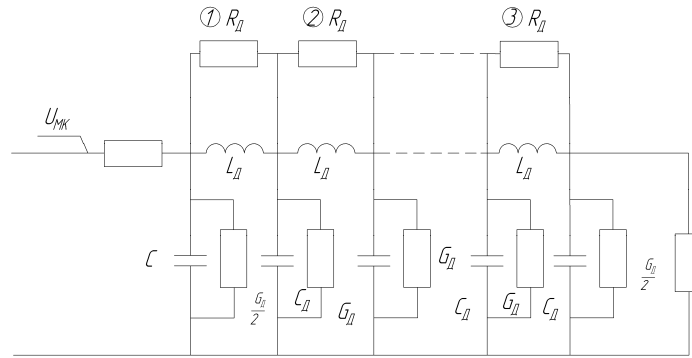 ① R_Д ② R_Д ③ R_Д
U_МК
L_Д L_Д L_Д
C G_Д/2 C_Д G_Д G_Д C_Д G_Д C_Д G_Д/2